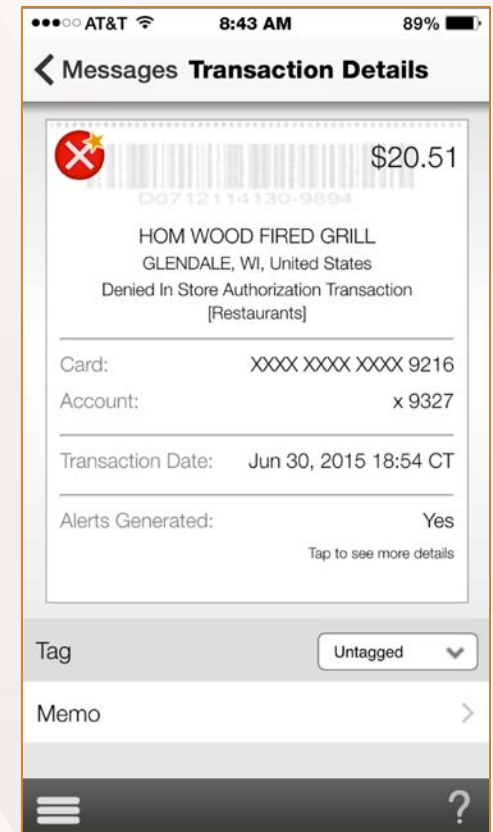 AT&T 8:43 AM 89%
Messages Transaction Details
$20.51
D0712114130-9894
HOM WOOD FIRED GRILL
GLENDALE, WI, United States
Denied In Store Authorization Transaction
[Restaurants]
Card: XXXX XXXX XXXX 9216
Account: x 9327
Transaction Date: Jun 30, 2015 18:54 CT
Alerts Generated: Yes
Tap to see more details
Tag Untagged
Memo
?